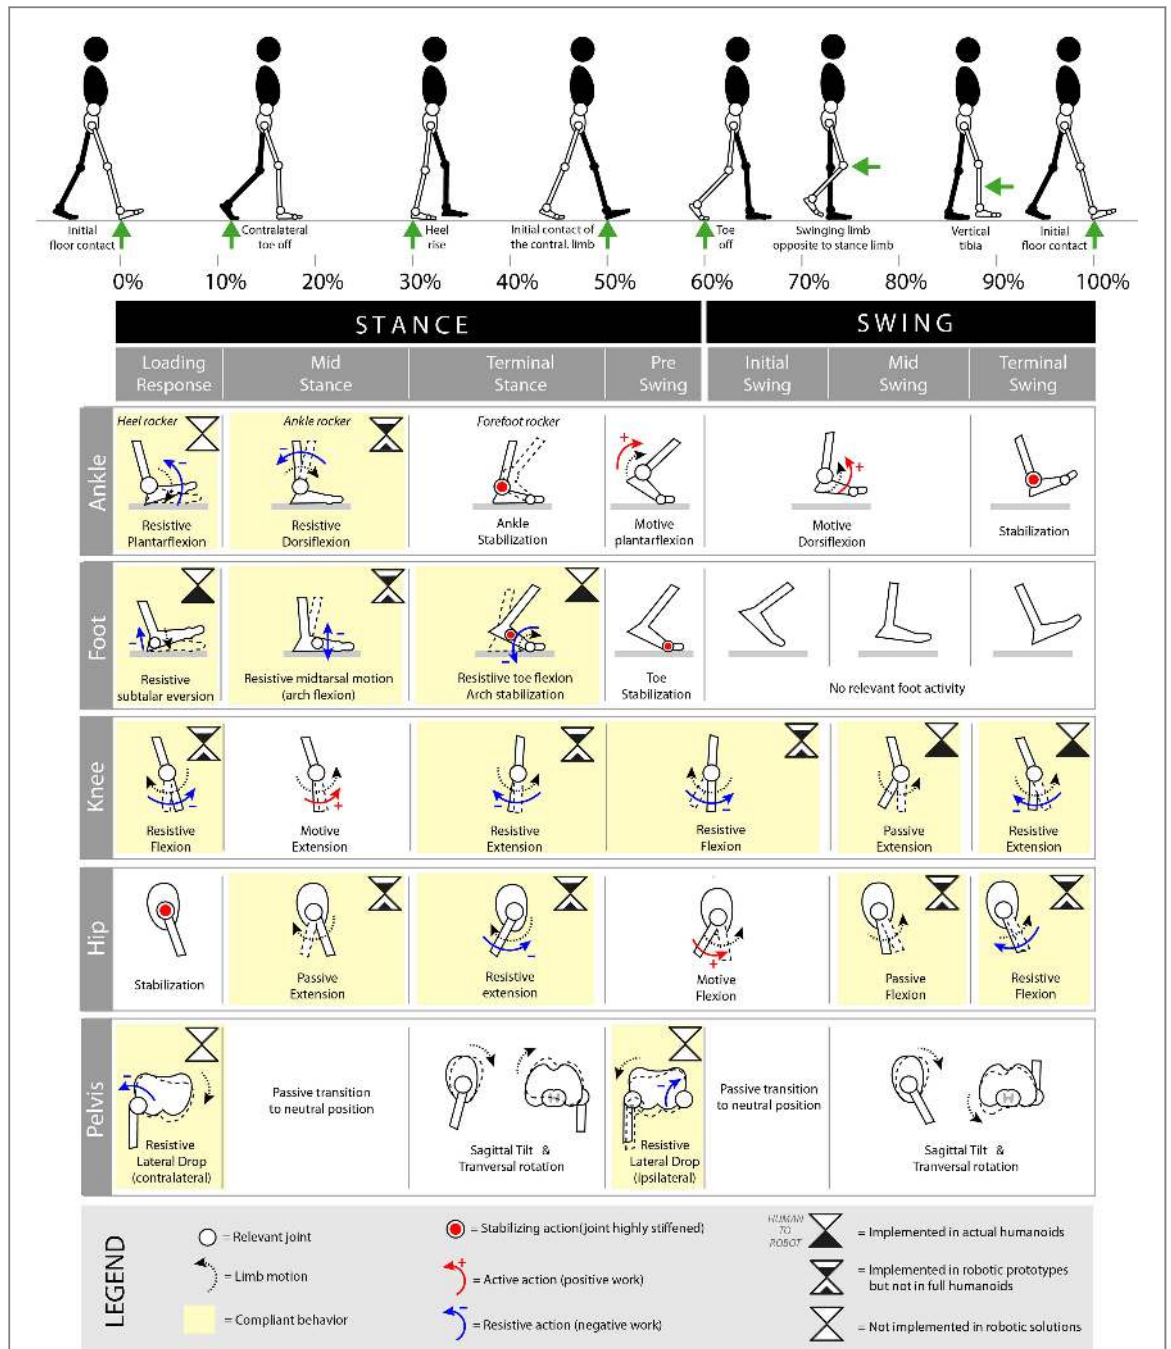 Initial
floor contact
Contralateral
toe off
Heel
rise
Initial contact of
the contral. limb
Toe
off
Swinging limb
opposite to stance limb
Vertical
tibia
Initial
floor contact
0% 10% 20% 30% 40% 50% 60% 70% 80% 90% 100%
STANCE
SWING
Loading
Response
Mid
Stance
Terminal
Stance
Pre
Swing
Initial
Swing
Mid
Swing
Terminal
Swing
Ankle
Heel rocker
-
Resistive
Plantarflexion
Ankle rocker
-
Resistive
Dorsiflexion
Forefoot rocker
Ankle
Stabilization
+
Motive
plantarflexion
+
Motive
Dorsiflexion
Stabilization
Foot
-
Resistive
subtalar eversion
-
Resistive midtarsal motion
(arch flexion)
-
Resistive toe flexion
Arch stabilization
Toe
Stabilization
No relevant foot activity
Knee
-
Resistive
Flexion
+
Motive
Extension
-
Resistive
Extension
-
Resistive
Flexion
Passive
Extension
-
Resistive
Extension
Hip
Stabilization
Passive
Extension
-
Resistive
extension
+
Motive
Flexion
Passive
Flexion
-
Resistive
Flexion
Pelvis
-
Resistive
Lateral Drop
(contralateral)
Passive transition
to neutral position
Sagittal Tilt &
Tranversal rotation
-
Resistive
Lateral Drop
(ipsilateral)
Passive transition
to neutral position
Sagittal Tilt &
Tranversal rotation
LEGEND
= Relevant joint
= Limb motion
= Compliant behavior
= Stabilizing action(joint highly stiffened)
+
= Active action (positive work)
-
= Resistive action (negative work)
HUMAN
TO
ROBOT
= Implemented in actual humanoids
= Implemented in robotic prototypes
but not in full humanoids
= Not implemented in robotic solutions